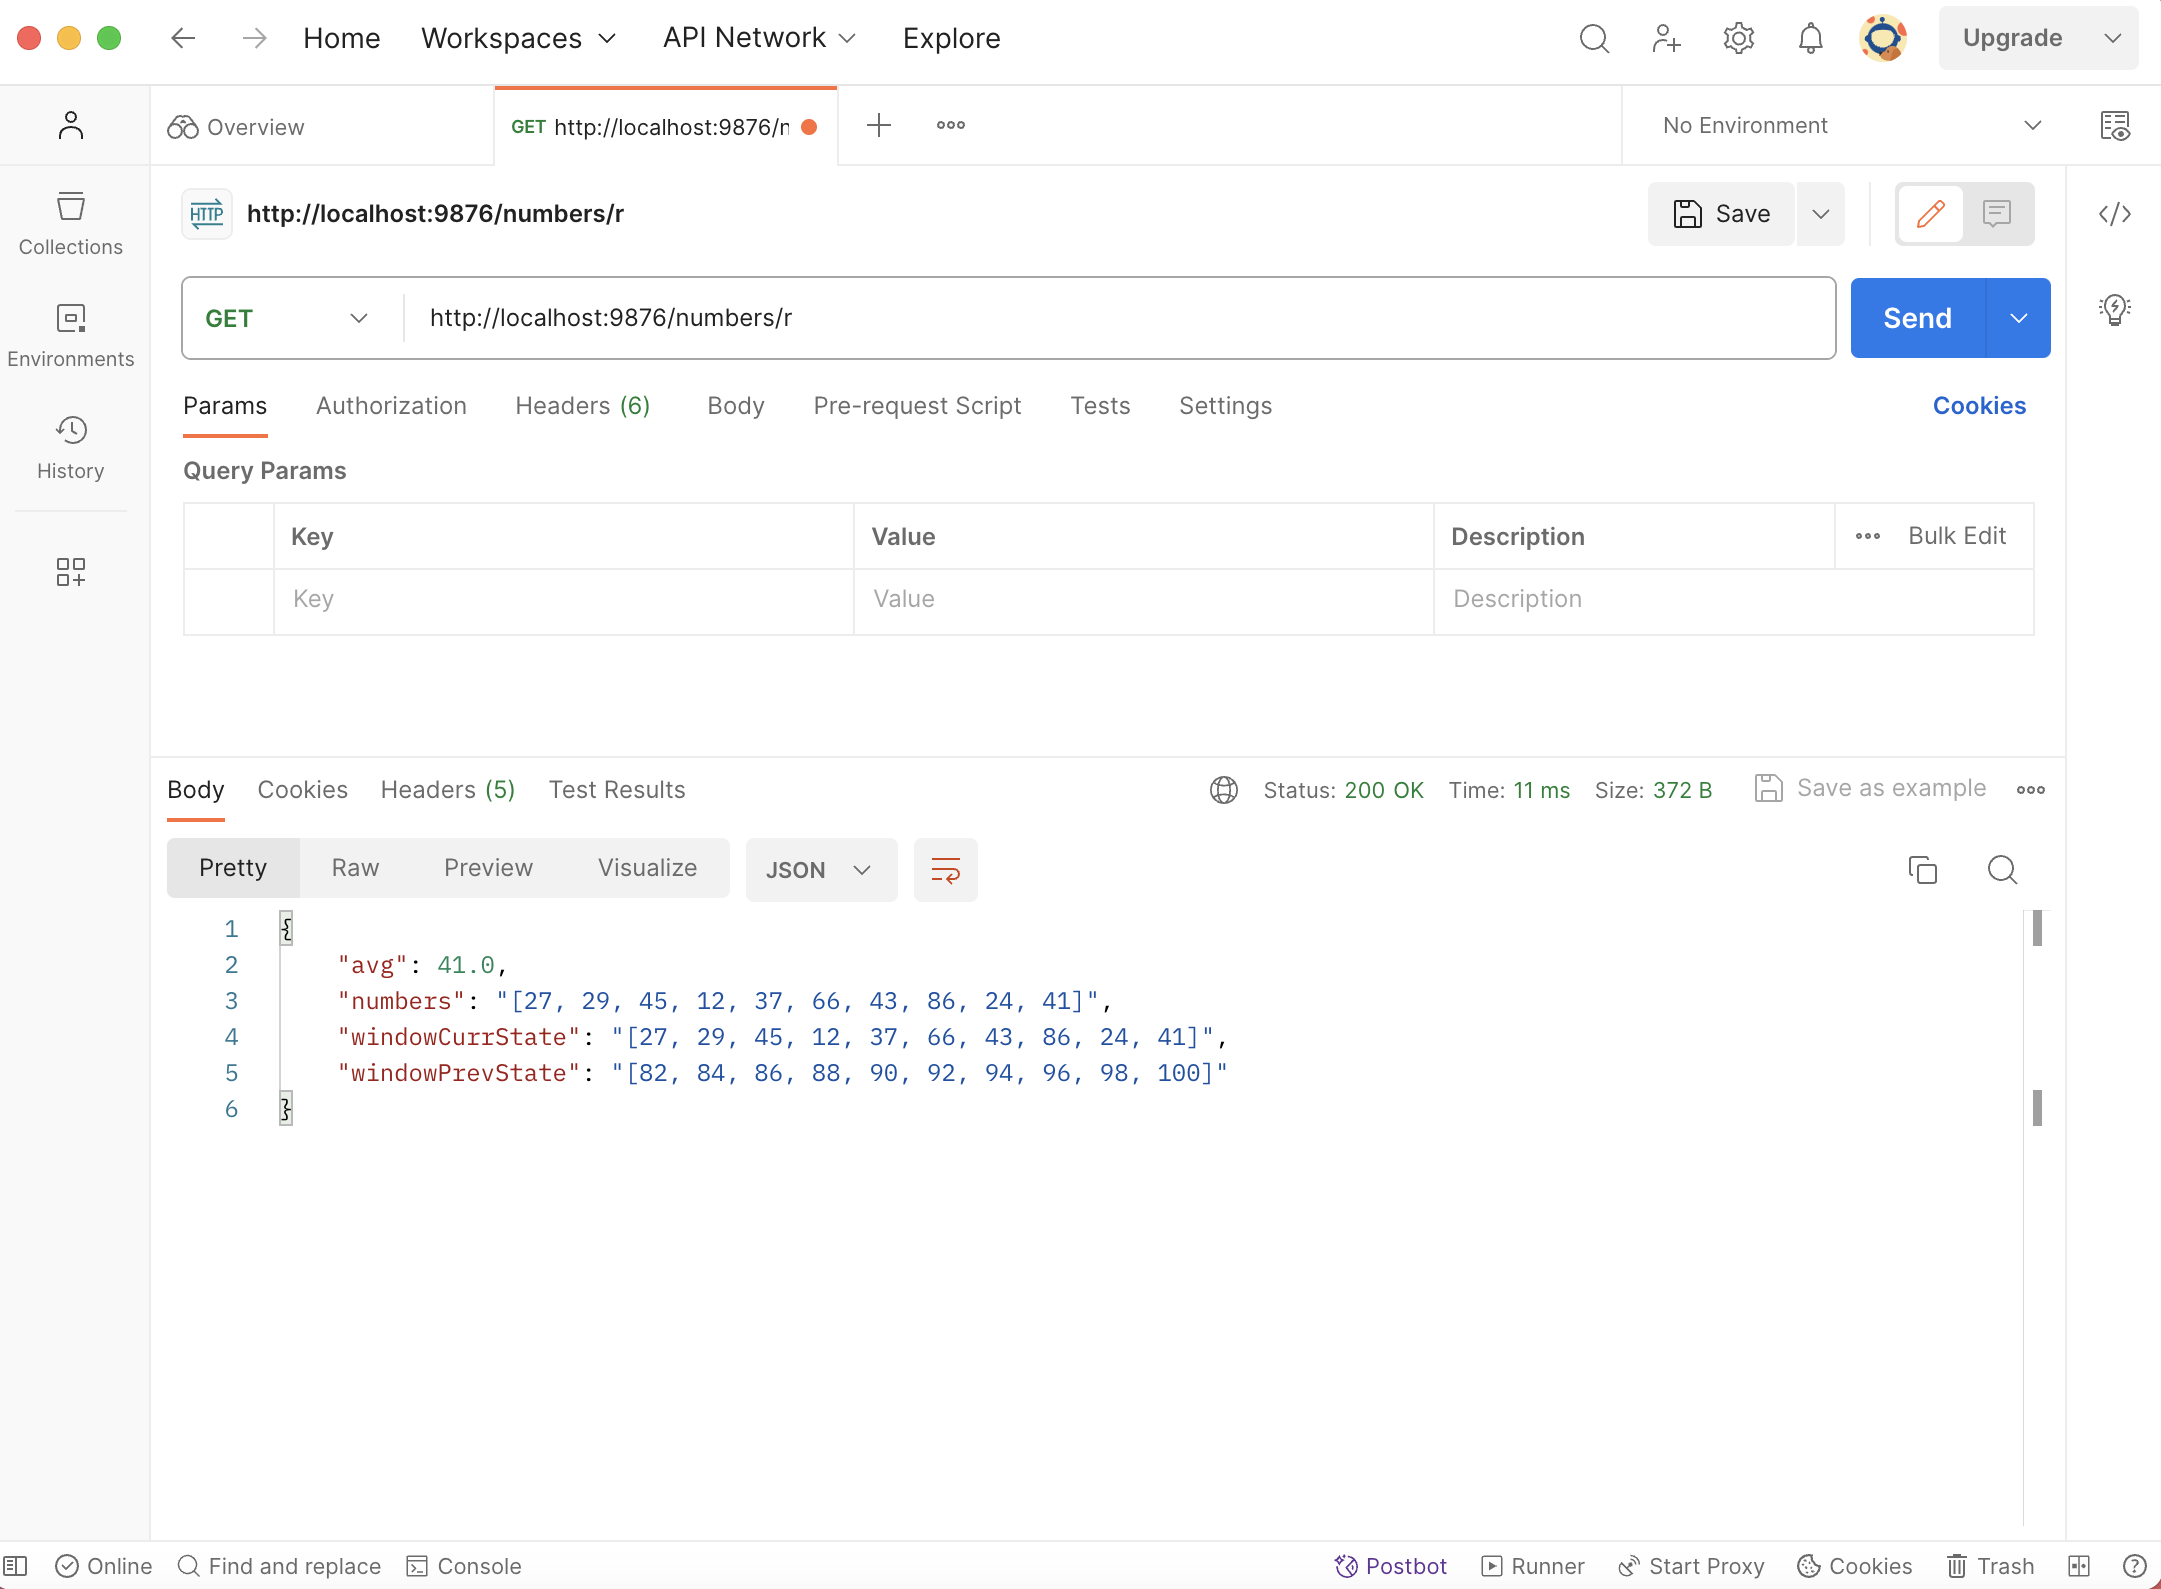 Home Workspaces API Network Explore Upgrade
Overview GET http://localhost:9876/n No Environment
HTTP http://localhost:9876/numbers/r Save
Collections
GET http://localhost:9876/numbers/r Send
Environments
Params Authorization Headers (6) Body Pre-request Script Tests Settings Cookies
History
Query Params
Key Value Description Bulk Edit
Key Value Description
Body Cookies Headers (5) Test Results Status: 200 OK Time: 11 ms Size: 372 B Save as example
Pretty Raw Preview Visualize JSON
1 {
2 "avg": 41.0,
3 "numbers": "[27, 29, 45, 12, 37, 66, 43, 86, 24, 41]",
4 "windowCurrState": "[27, 29, 45, 12, 37, 66, 43, 86, 24, 41]",
5 "windowPrevState": "[82, 84, 86, 88, 90, 92, 94, 96, 98, 100]"
6 }
Online Find and replace Console Postbot Runner Start Proxy Cookies Trash